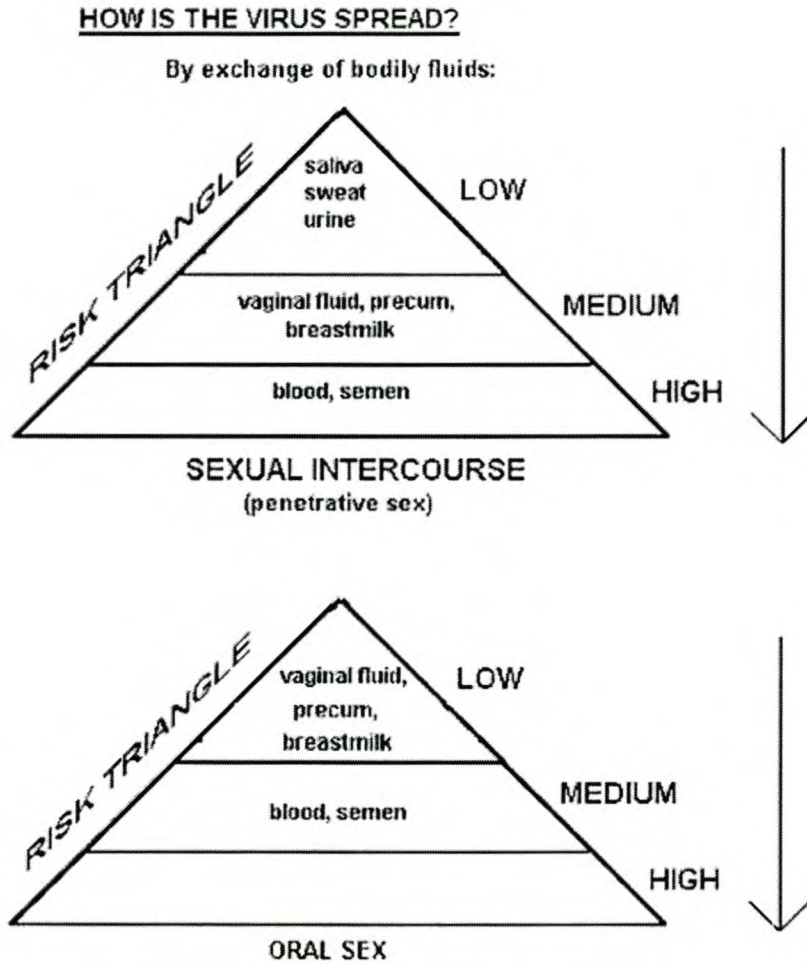 HOW IS THE VIRUS SPREAD?
By exchange of bodily fluids:
RISK TRIANGLE
saliva
sweat
urine
LOW
vaginal fluid, precum,
breastmilk
MEDIUM
blood, semen
HIGH
SEXUAL INTERCOURSE
(penetrative sex)
RISK TRIANGLE
vaginal fluid,
precum,
breastmilk
LOW
blood, semen
MEDIUM
HIGH
ORAL SEX